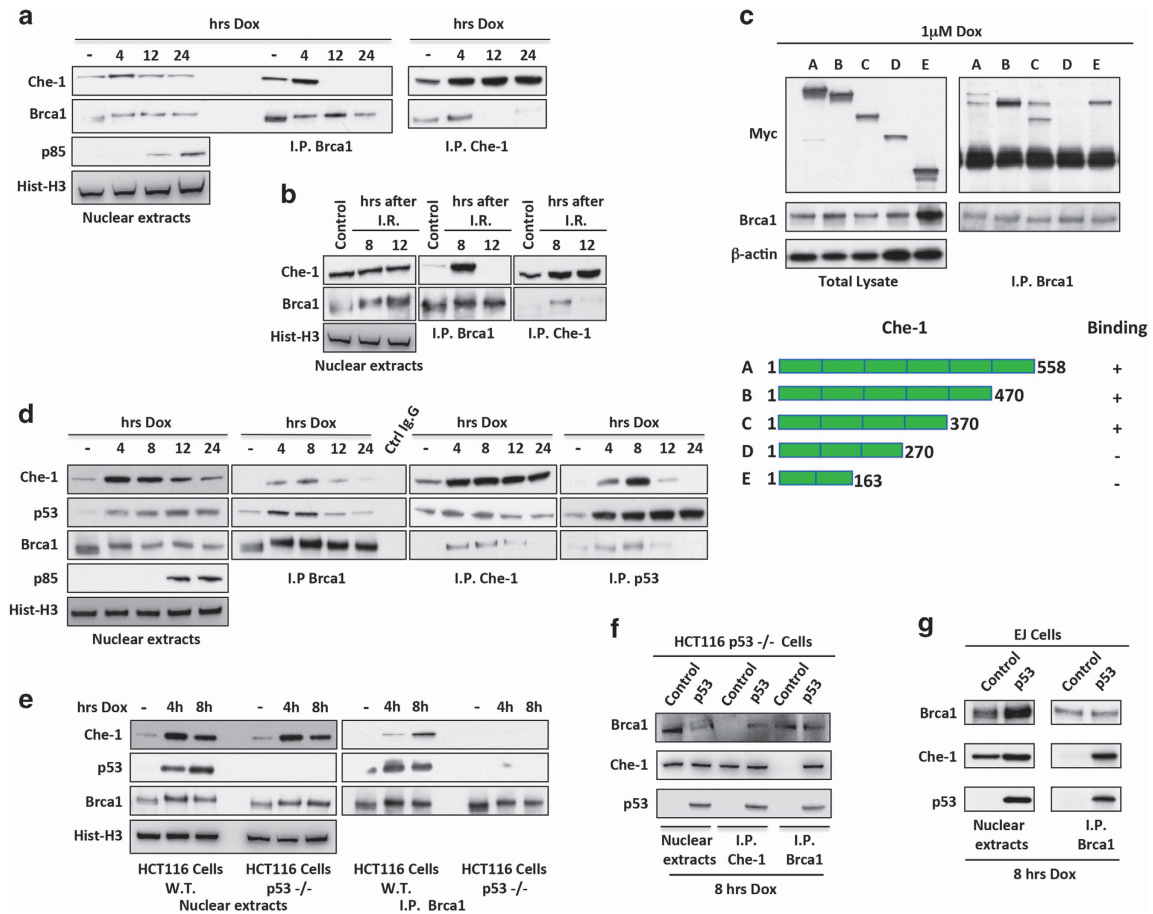 a
hrs Dox
hrs Dox
- 4 12 24 - 4 12 24 - 4 12 24
Che-1
Brca1
I.P. Brca1 I.P. Che-1
p85
Hist-H3
Nuclear extracts
b
Control hrs after I.R. Control hrs after I.R. Control hrs after I.R.
8 12 8 12 8 12
Che-1
Brca1
I.P. Brca1 I.P. Che-1
Hist-H3
Nuclear extracts
c
1μM Dox
A B C D E A B C D E
Myc
Brca1
β-actin
Total Lysate I.P. Brca1
Che-1 Binding
A 1 558 +
B 1 470 +
C 1 370 +
D 1 270 -
E 1 163 -
d
hrs Dox hrs Dox hrs Dox hrs Dox
- 4 8 12 24 - 4 8 12 24 Ctrl Ig.G - 4 8 12 24 - 4 8 12 24
Che-1
p53
Brca1
p85
I.P Brca1 I.P. Che-1 I.P. p53
Hist-H3
Nuclear extracts
e
hrs Dox - 4h 8h - 4h 8h - 4h 8h - 4h 8h
Che-1
p53
Brca1
Hist-H3
HCT116 Cells HCT116 Cells HCT116 Cells HCT116 Cells
W.T. p53 -/- W.T. p53 -/-
Nuclear extracts I.P. Brca1
f
HCT116 p53 -/- Cells
Control p53 Control p53 Control p53
Brca1
Che-1
p53
Nuclear I.P. I.P.
extracts Che-1 Brca1
8 hrs Dox
g
EJ Cells
Control p53 Control p53
Brca1
Che-1
p53
Nuclear I.P.
extracts Brca1
8 hrs Dox